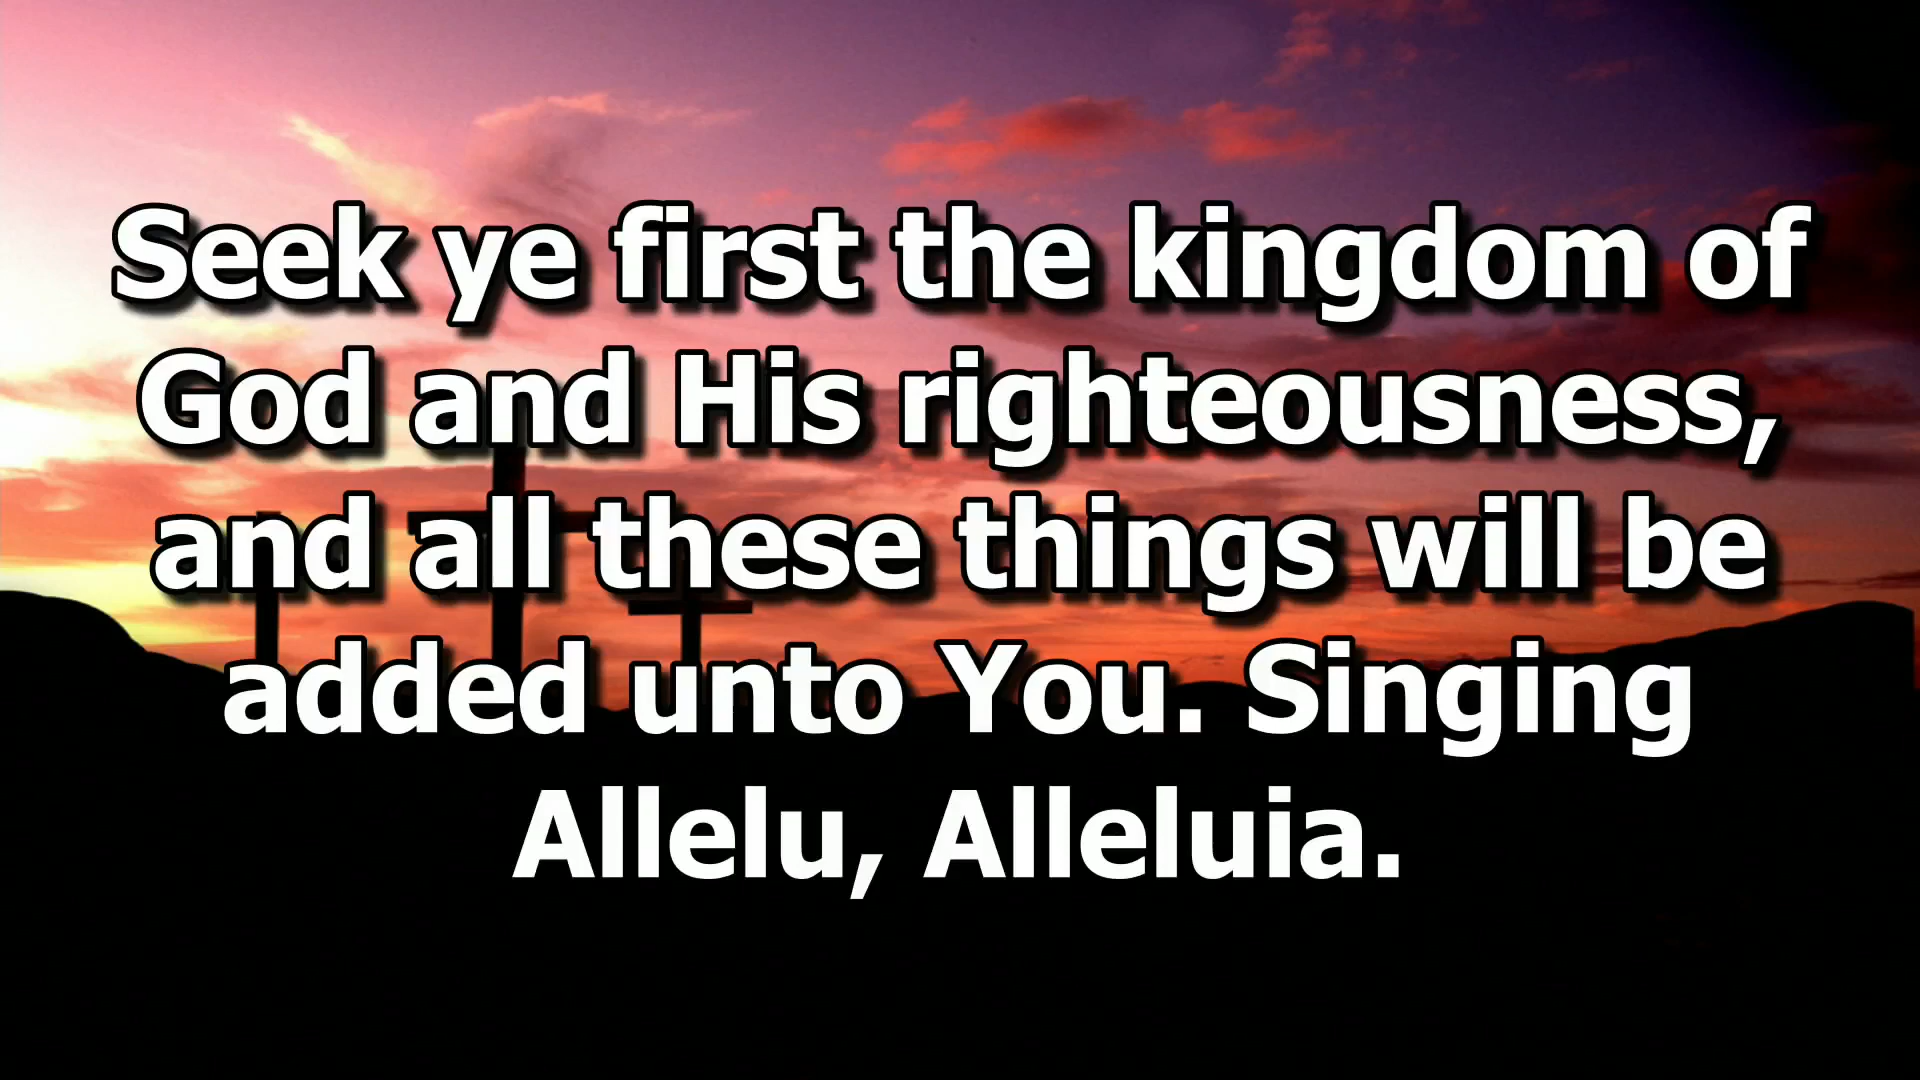 Seek ye first the kingdom of
God and His righteousness,
and all these things will be
added unto You. Singing
Allelu, Alleluia.